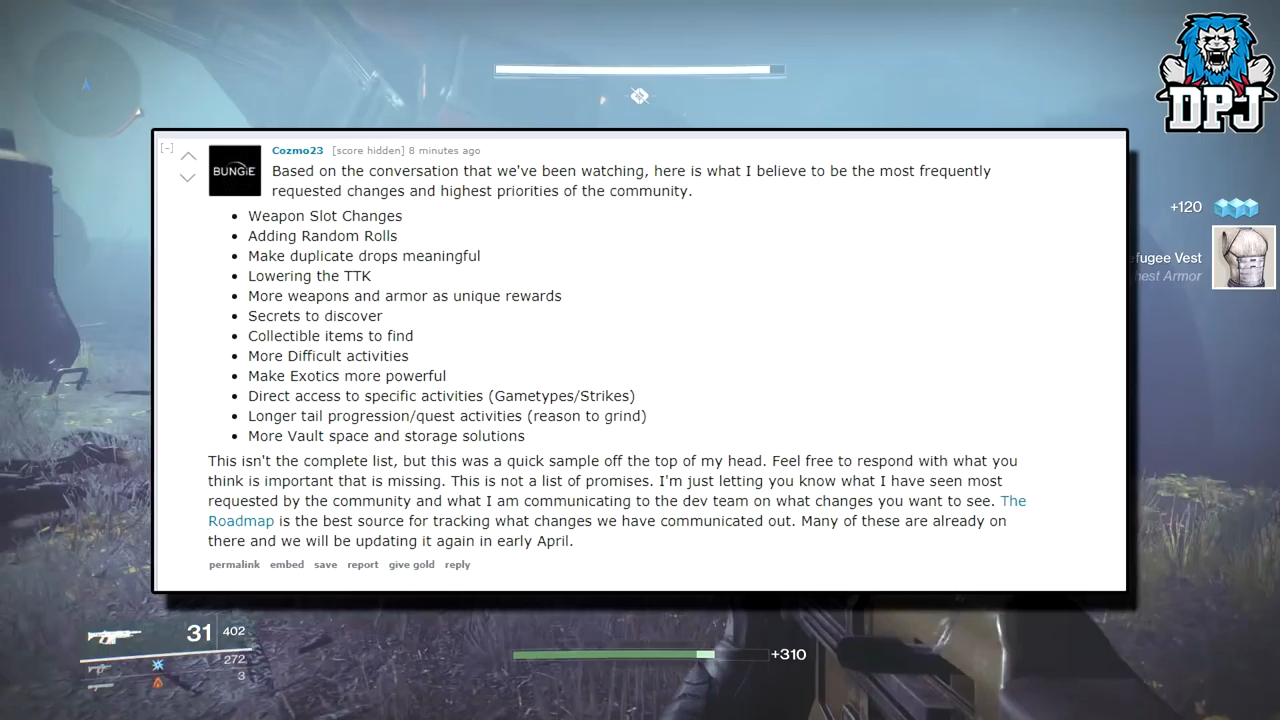 DPJ
[-]
BUNGiE
Cozmo23 [score hidden] 8 minutes ago
Based on the conversation that we've been watching, here is what I believe to be the most frequently
requested changes and highest priorities of the community.
• Weapon Slot Changes
• Adding Random Rolls
• Make duplicate drops meaningful
• Lowering the TTK
• More weapons and armor as unique rewards
• Secrets to discover
• Collectible items to find
• More Difficult activities
• Make Exotics more powerful
• Direct access to specific activities (Gametypes/Strikes)
• Longer tail progression/quest activities (reason to grind)
• More Vault space and storage solutions
This isn't the complete list, but this was a quick sample off the top of my head. Feel free to respond with what you
think is important that is missing. This is not a list of promises. I'm just letting you know what I have seen most
requested by the community and what I am communicating to the dev team on what changes you want to see. The
Roadmap is the best source for tracking what changes we have communicated out. Many of these are already on
there and we will be updating it again in early April.
permalink embed save report give gold reply
+120
efugee Vest
hest Armor
31 402
272
3
+310